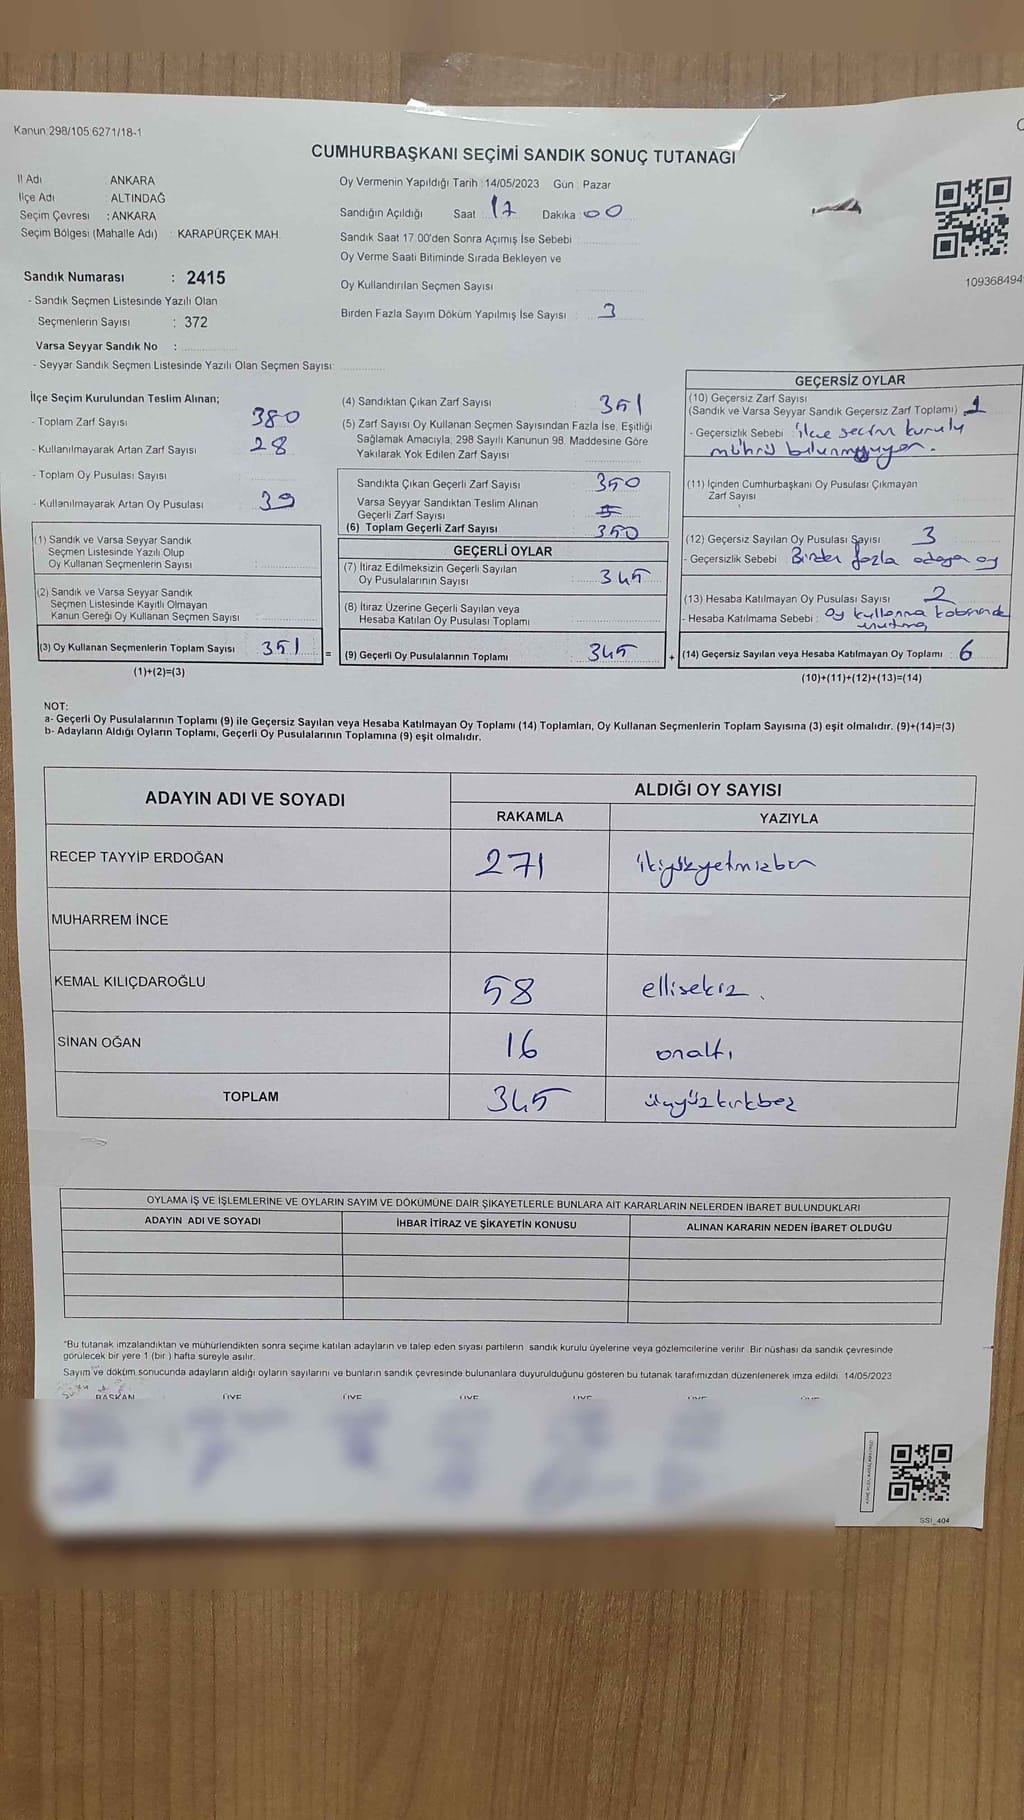 Kanun 298/105 6271/18-1
CUMHURBAŞKANI SEÇİMİ SANDIK SONUÇ TUTANAĞI
İl Adı ANKARA
İlçe Adı : ALTINDAĞ
Seçim Çevresi : ANKARA
Seçim Bölgesi (Mahalle Adı) : KARAPÜRÇEK MAH.
Oy Vermenin Yapıldığı Tarih 14/05/2023 Gün Pazar
Sandığın Açıldığı Saat : 17 Dakika : 00
Sandık Saat 17 00'den Sonra Açımış İse Sebebi
Oy Verme Saati Bitiminde Sırada Bekleyen ve
Oy Kullandırılan Seçmen Sayısı
Birden Fazla Sayım Döküm Yapılmış İse Sayısı : 3
109368494
Sandık Numarası : 2415
- Sandık Seçmen Listesinde Yazılı Olan
Seçmenlerin Sayısı : 372
Varsa Seyyar Sandık No :
- Seyyar Sandık Seçmen Listesinde Yazılı Olan Seçmen Sayısı:
İlçe Seçim Kurulundan Teslim Alınan;
- Toplam Zarf Sayısı 380
- Kullanılmayarak Artan Zarf Sayısı 28
- Toplam Oy Pusulası Sayısı
- Kullanılmayarak Artan Oy Pusulası 39
(1) Sandık ve Varsa Seyyar Sandık
Seçmen Listesinde Yazılı Olup
Oy Kullanan Seçmenlerin Sayısı
(2) Sandık ve Varsa Seyyar Sandık
Seçmen Listesinde Kayıtlı Olmayan
Kanun Gereği Oy Kullanan Seçmen Sayısı
(3) Oy Kullanan Seçmenlerin Toplam Sayısı 351
(1)+(2)=(3)
(4) Sandıktan Çıkan Zarf Sayısı 351
(5) Zarf Sayısı Oy Kullanan Seçmen Sayısından Fazla İse, Eşitliği
Sağlamak Amacıyla, 298 Sayılı Kanunun 98. Maddesine Göre
Yakılarak Yok Edilen Zarf Sayısı
Sandıkta Çıkan Geçerli Zarf Sayısı 350
Varsa Seyyar Sandıktan Teslim Alınan
Geçerli Zarf Sayısı
(6) Toplam Geçerli Zarf Sayısı 350
GEÇERLİ OYLAR
(7) İtiraz Edilmeksizin Geçerli Sayılan
Oy Pusulalarının Sayısı : 345
(8) İtiraz Üzerine Geçerli Sayılan veya
Hesaba Katılan Oy Pusulası Toplamı
= (9) Geçerli Oy Pusulalarının Toplamı : 345 +
GEÇERSİZ OYLAR
(10) Geçersiz Zarf Sayısı
(Sandık ve Varsa Seyyar Sandık Geçersiz Zarf Toplamı) 1
- Geçersizlik Sebebi : ilçe seçim kurulu
mührü bulunmuyor.
(11) İçinden Cumhurbaşkanı Oy Pusulası Çıkmayan
Zarf Sayısı
(12) Geçersiz Sayılan Oy Pusulası Sayısı 3
- Geçersizlik Sebebi Birden fazla adaya oy
(13) Hesaba Katılmayan Oy Pusulası Sayısı : 2
- Hesaba Katılmama Sebebi : Oy kullanma kabininde
unutma
(14) Geçersiz Sayılan veya Hesaba Katılmayan Oy Toplamı : 6
(10)+(11)+(12)+(13)=(14)
NOT:
a- Geçerli Oy Pusulalarının Toplamı (9) ile Geçersiz Sayılan veya Hesaba Katılmayan Oy Toplamı (14) Toplamları, Oy Kullanan Seçmenlerin Toplam Sayısına (3) eşit olmalıdır. (9)+(14)=(3)
b- Adayların Aldığı Oyların Toplamı, Geçerli Oy Pusulalarının Toplamına (9) eşit olmalıdır.
ADAYIN ADI VE SOYADI
ALDIĞI OY SAYISI
RAKAMLA YAZIYLA
RECEP TAYYİP ERDOĞAN 271 ikiyüzyetmişbir
MUHARREM İNCE
KEMAL KILIÇDAROĞLU 58 ellisekiz.
SİNAN OĞAN 16 onaltı
TOPLAM 345 üçyüzkırkbeş
OYLAMA İŞ VE İŞLEMLERİNE VE OYLARIN SAYIM VE DÖKÜMÜNE DAİR ŞİKAYETLERLE BUNLARA AİT KARARLARIN NELERDEN İBARET BULUNDUKLARI
ADAYIN ADI VE SOYADI İHBAR İTİRAZ VE ŞİKAYETİN KONUSU ALINAN KARARIN NEDEN İBARET OLDUĞU
*Bu tutanak imzalandıktan ve mühürlendikten sonra seçime katılan adayların ve talep eden siyası partilerin sandık kurulu üyelerine veya gözlemcilerine verilir Bir nüshası da sandık çevresinde
görülecek bir yere 1 (bir ) hafta süreyle asılır.
Sayım ve döküm sonucunda adayların aldığı oyların sayılarını ve bunların sandık çevresinde bulunanlara duyurulduğunu gösteren bu tutanak tarafımızdan düzenlenerek imza edildi. 14/05/2023
BAŞKAN ÜYE ÜYE ÜYE ÜYE
SSI_404